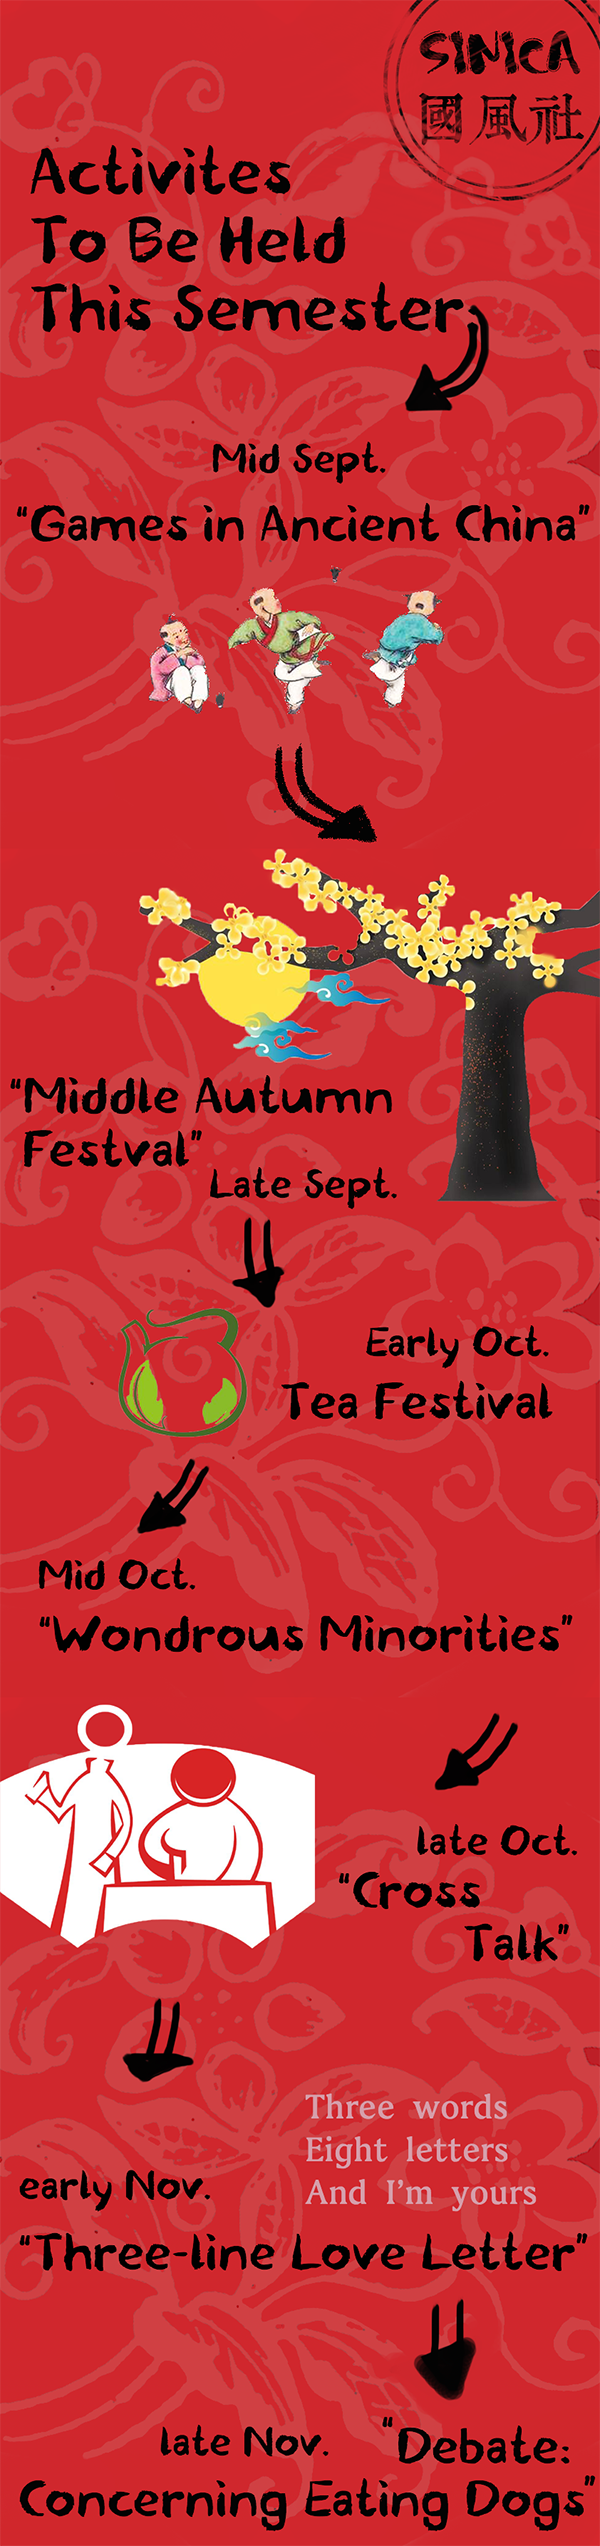 SINICA
國風社
Activites
To Be Held
This Semester
Mid Sept.
"Games in Ancient China"
"Middle Autumn
Festval"
Late Sept.
Early Oct.
Tea Festival
Mid Oct.
"Wondrous Minorities"
late Oct.
"Cross
Talk"
Three words
Eight letters
And I'm yours
early Nov.
"Three-line Love Letter"
late Nov.
"Debate:
Concerning Eating Dogs"